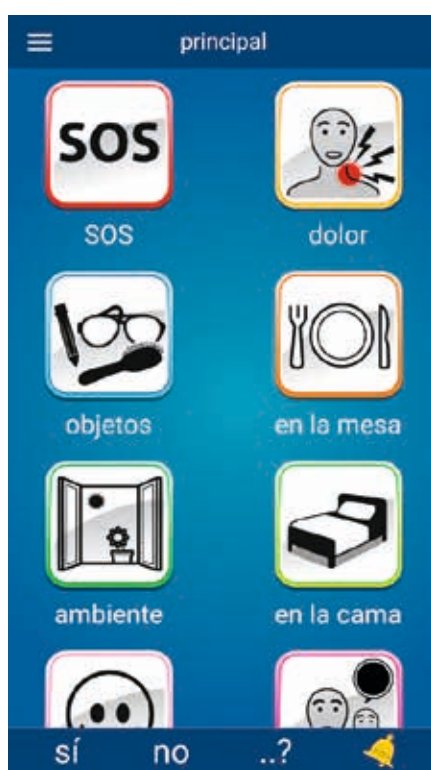 principal
SOS
SOS
dolor
objetos
en la mesa
ambiente
en la cama
sí no ..?